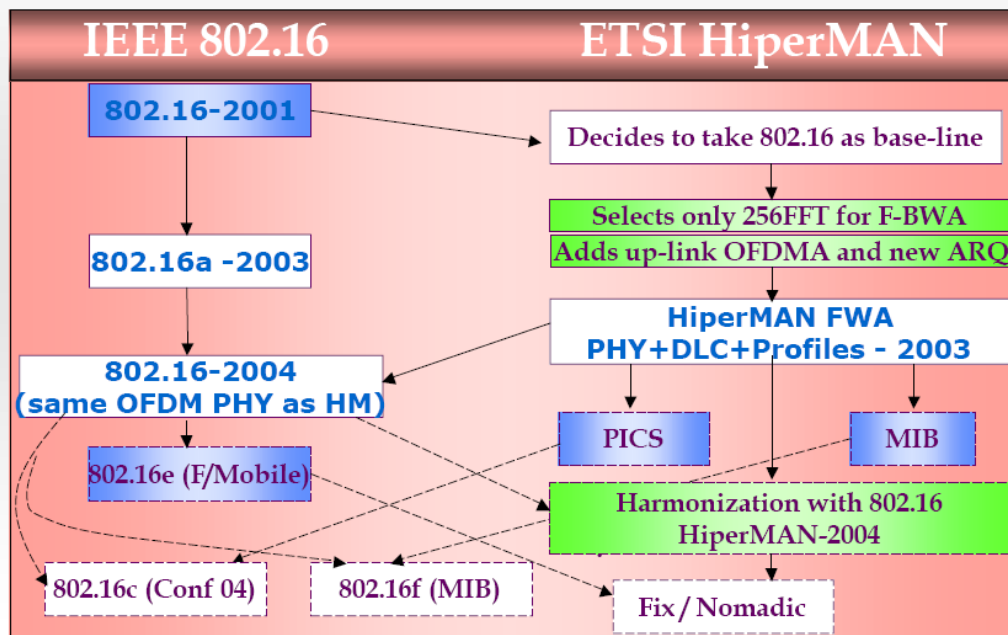 IEEE 802.16
ETSI HiperMAN
802.16-2001
Decides to take 802.16 as base-line
Selects only 256FFT for F-BWA
Adds up-link OFDMA and new ARQ
802.16a -2003
HiperMAN FWA
PHY+DLC+Profiles - 2003
802.16-2004
(same OFDM PHY as HM)
PICS
MIB
802.16e (F/Mobile)
Harmonization with 802.16
HiperMAN-2004
802.16c (Conf 04)
802.16f (MIB)
Fix / Nomadic